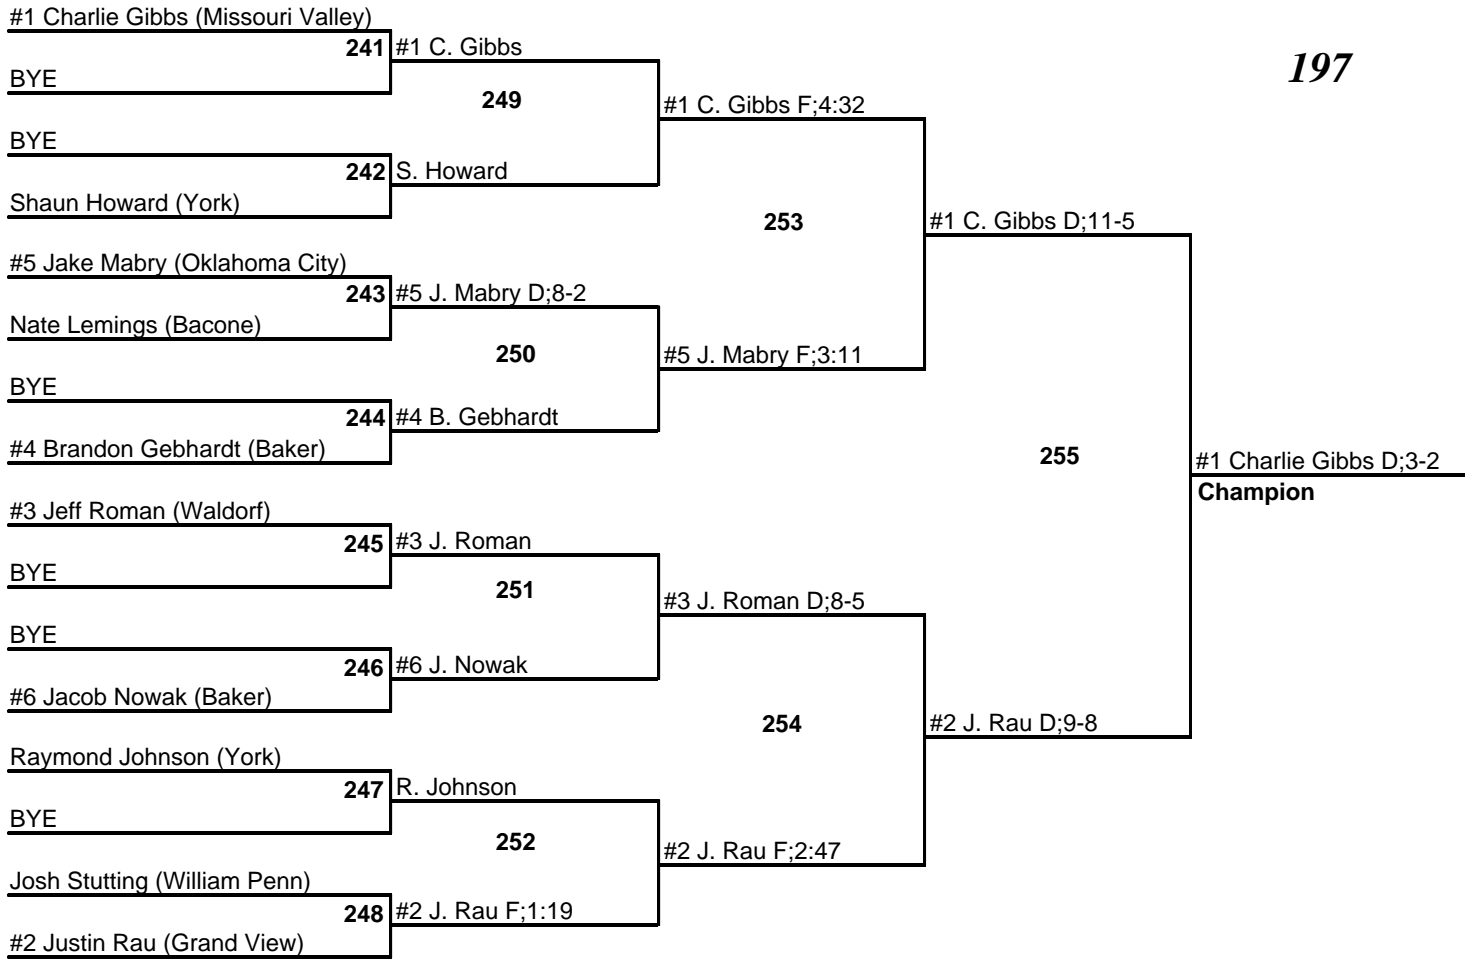 #1 Charlie Gibbs (Missouri Valley)
241
#1 C. Gibbs
BYE
249
#1 C. Gibbs F;4:32
197
BYE
242
S. Howard
Shaun Howard (York)
253
#1 C. Gibbs D;11-5
#5 Jake Mabry (Oklahoma City)
243
#5 J. Mabry D;8-2
Nate Lemings (Bacone)
250
#5 J. Mabry F;3:11
BYE
244
#4 B. Gebhardt
#4 Brandon Gebhardt (Baker)
255
#1 Charlie Gibbs D;3-2
Champion
#3 Jeff Roman (Waldorf)
245
#3 J. Roman
BYE
251
#3 J. Roman D;8-5
BYE
246
#6 J. Nowak
#6 Jacob Nowak (Baker)
254
#2 J. Rau D;9-8
Raymond Johnson (York)
247
R. Johnson
BYE
252
#2 J. Rau F;2:47
Josh Stutting (William Penn)
248
#2 J. Rau F;1:19
#2 Justin Rau (Grand View)